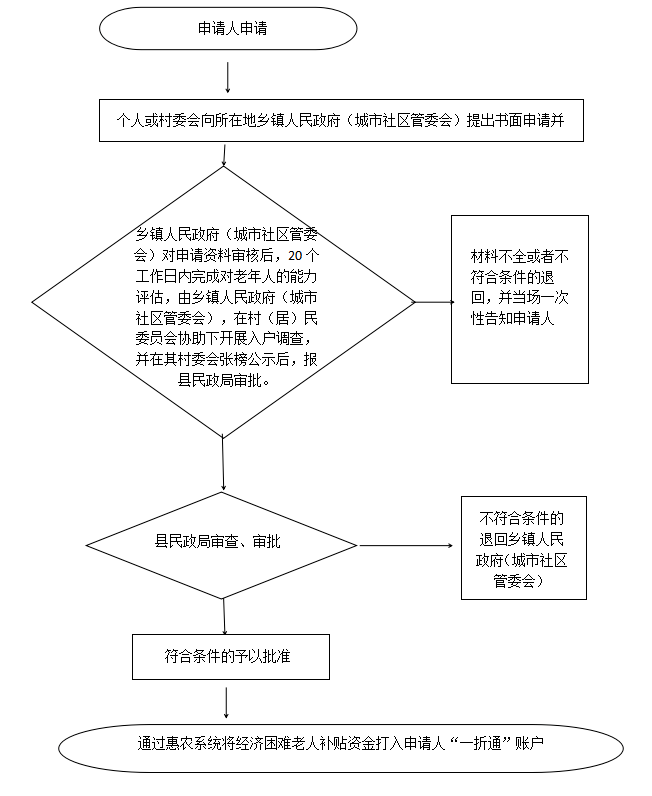 申请人申请
个人或村委会向所在地乡镇人民政府（城市社区管委会）提出书面申请并
乡镇人民政府（城市社区管委
会）对申请资料审核后，20个
工作日内完成对老年人的能力
评估，由乡镇人民政府（城市
社区管委会），在村（居）民
委员会协助下开展入户调查，
并在其村委会张榜公示后，报
县民政局审批。
材料不全或者不
符合条件的退
回，并当场一次
性告知申请人
县民政局审查、审批
不符合条件的
退回乡镇人民
政府（城市社区
管委会）
符合条件的予以批准
通过惠农系统将经济困难老人补贴资金打入申请人“一折通”账户